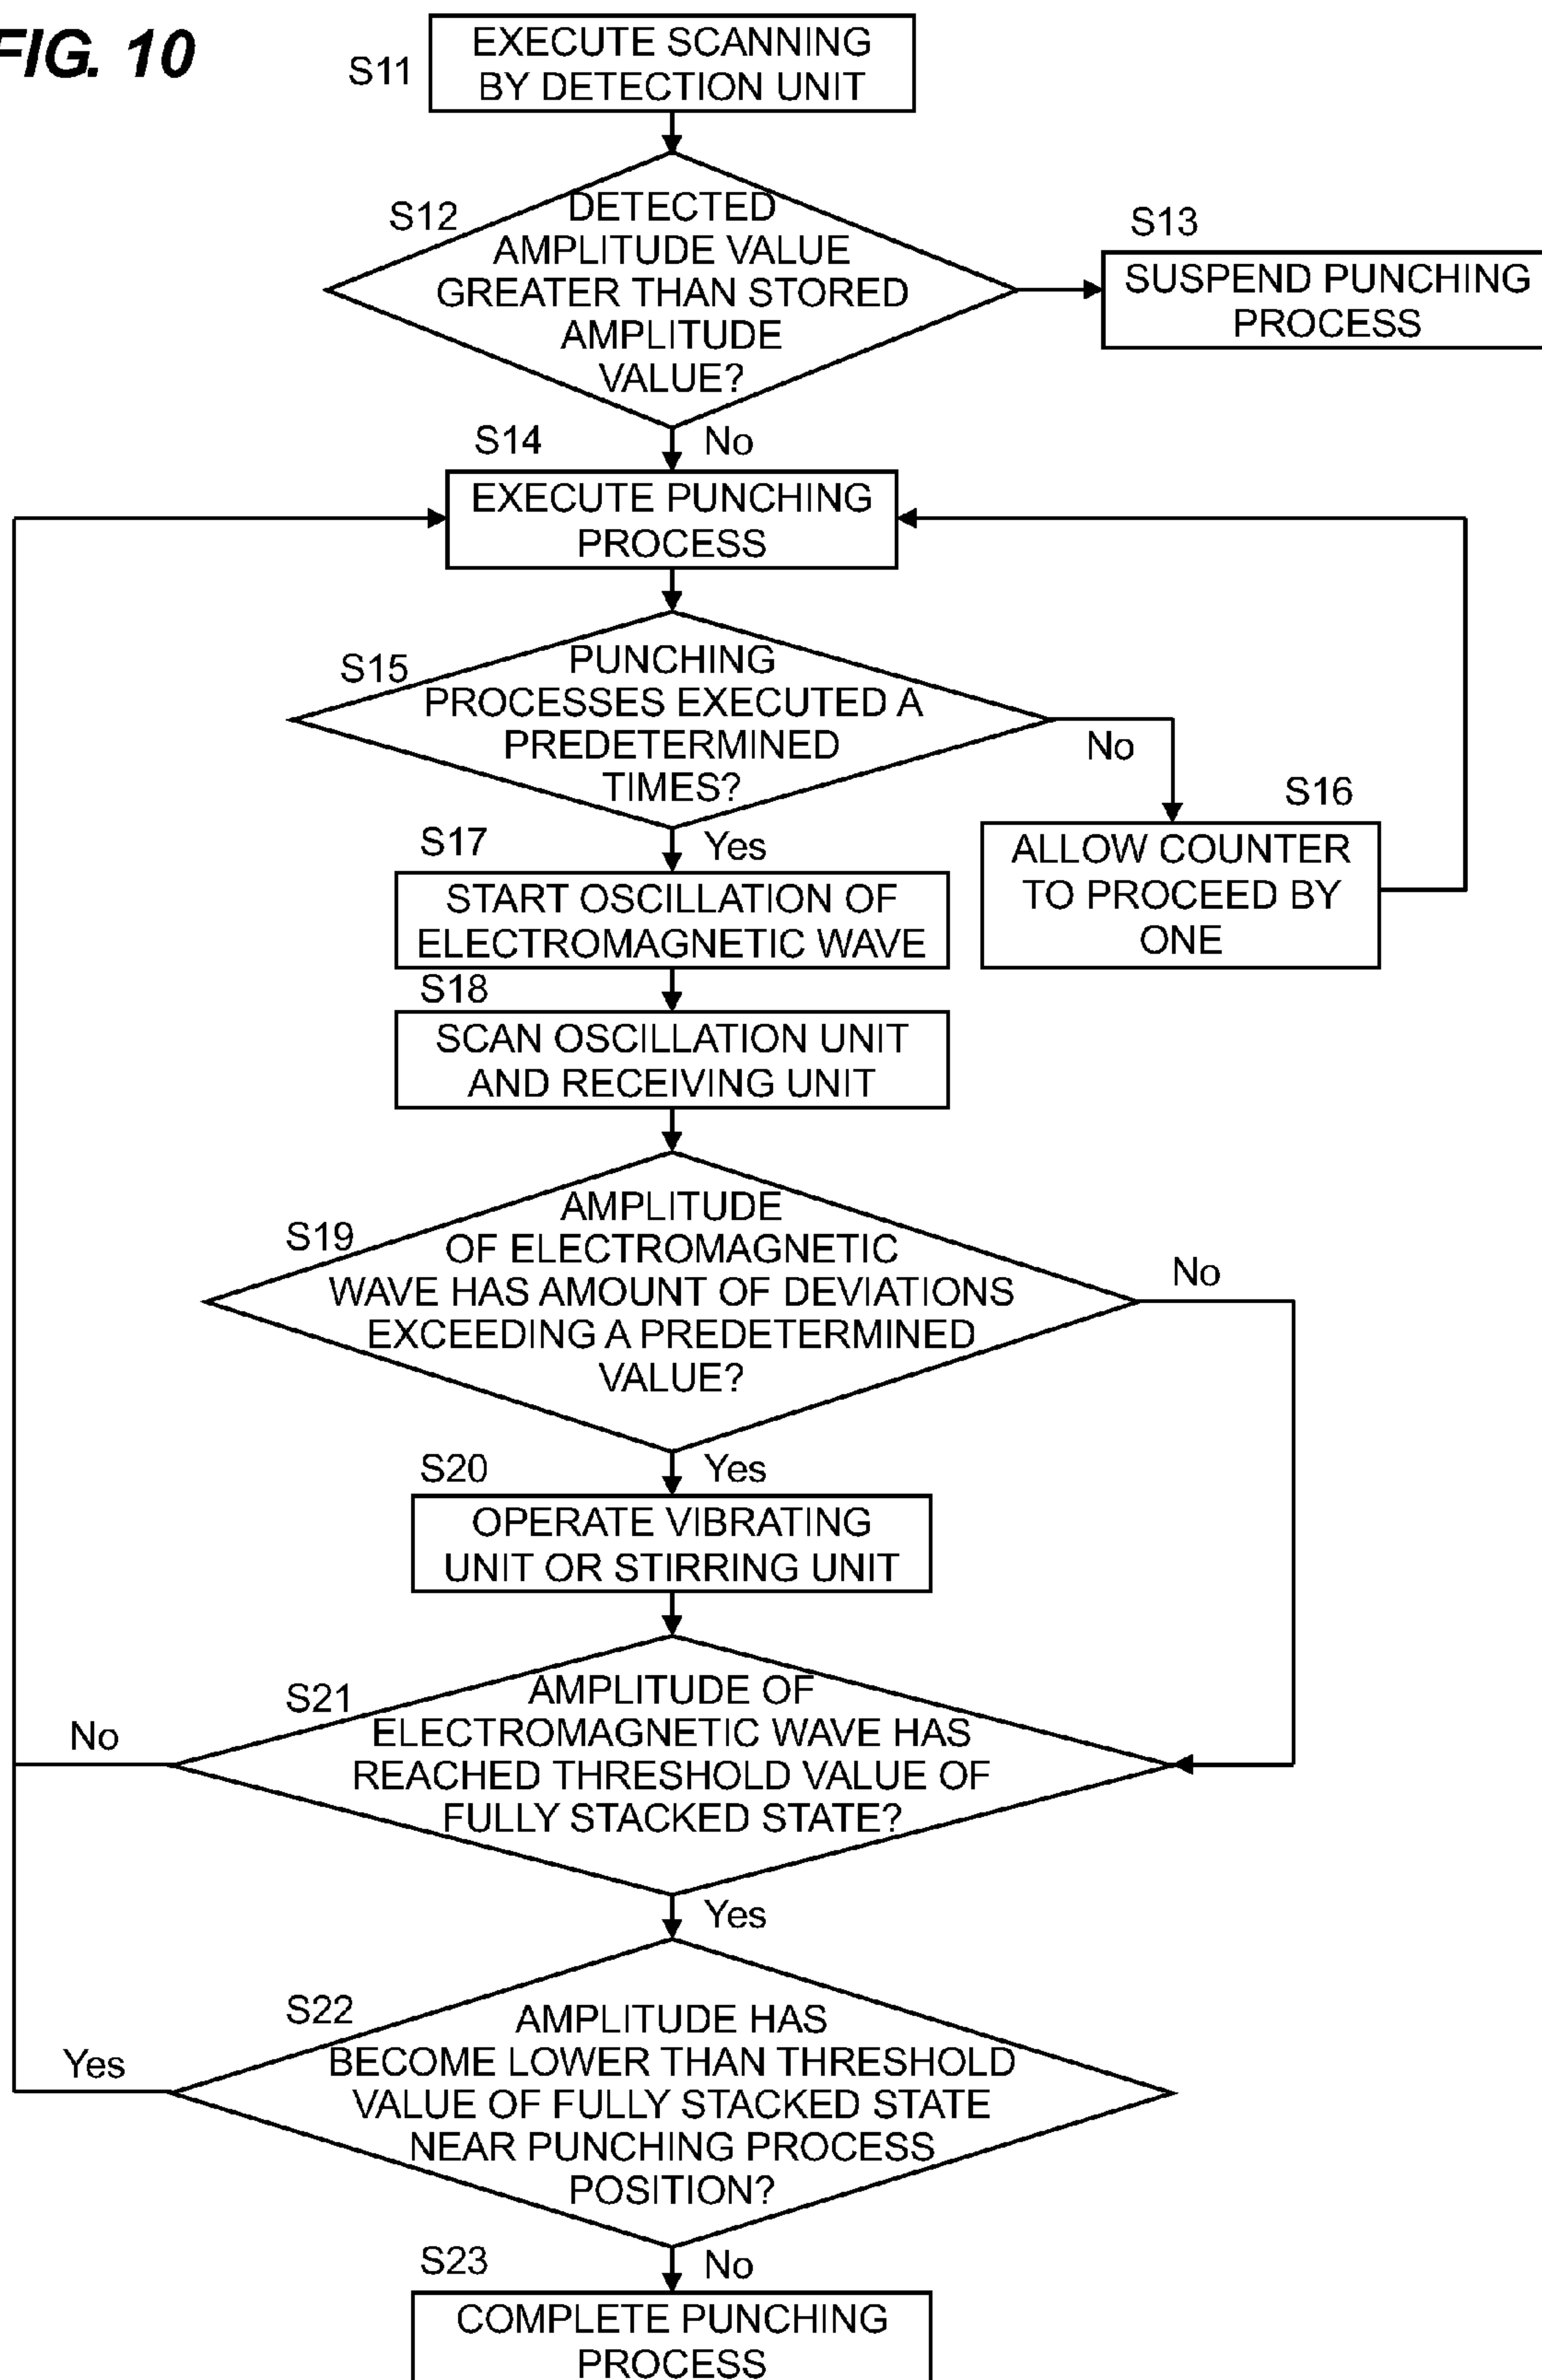 FIG. 10
S11
EXECUTE SCANNING
BY DETECTION UNIT
S12
DETECTED
AMPLITUDE VALUE
GREATER THAN STORED
AMPLITUDE
VALUE?
S13
SUSPEND PUNCHING
PROCESS
No
S14
EXECUTE PUNCHING
PROCESS
S15
PUNCHING
PROCESSES EXECUTED A
PREDETERMINED
TIMES?
No
S16
ALLOW COUNTER
TO PROCEED BY
ONE
Yes
S17
START OSCILLATION OF
ELECTROMAGNETIC WAVE
S18
SCAN OSCILLATION UNIT
AND RECEIVING UNIT
S19
AMPLITUDE
OF ELECTROMAGNETIC
WAVE HAS AMOUNT OF DEVIATIONS
EXCEEDING A PREDETERMINED
VALUE?
No
Yes
S20
OPERATE VIBRATING
UNIT OR STIRRING UNIT
S21
AMPLITUDE OF
ELECTROMAGNETIC WAVE HAS
REACHED THRESHOLD VALUE OF
FULLY STACKED STATE?
No
Yes
S22
AMPLITUDE HAS
BECOME LOWER THAN THRESHOLD
VALUE OF FULLY STACKED STATE
NEAR PUNCHING PROCESS
POSITION?
Yes
No
S23
COMPLETE PUNCHING
PROCESS